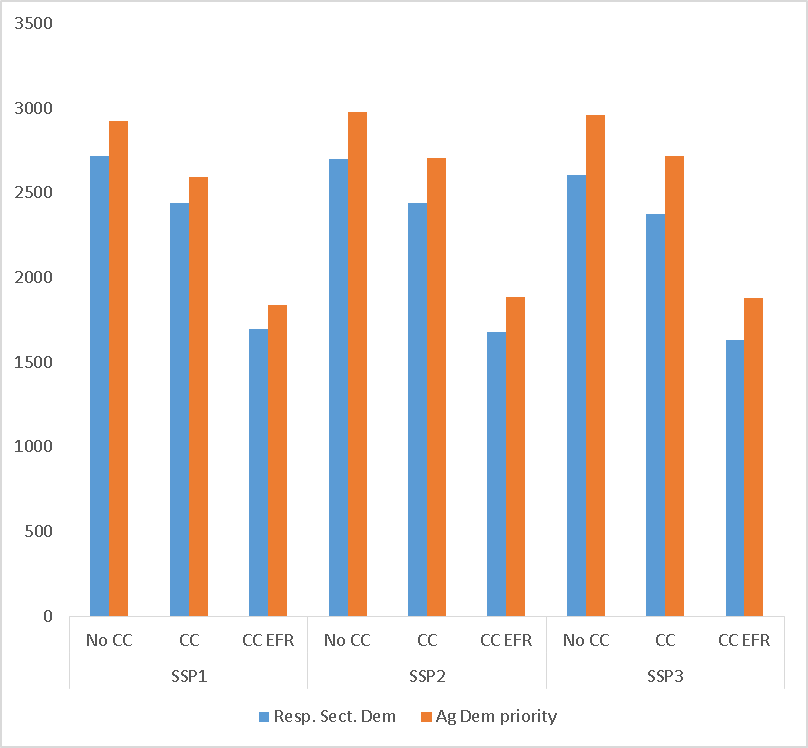 3500
3000
2500
2000
1500
1000
500
0
No CC CC CC EFR No CC CC CC EFR No CC CC CC EFR
SSP1 SSP2 SSP3
Resp. Sect. Dem Ag Dem priority